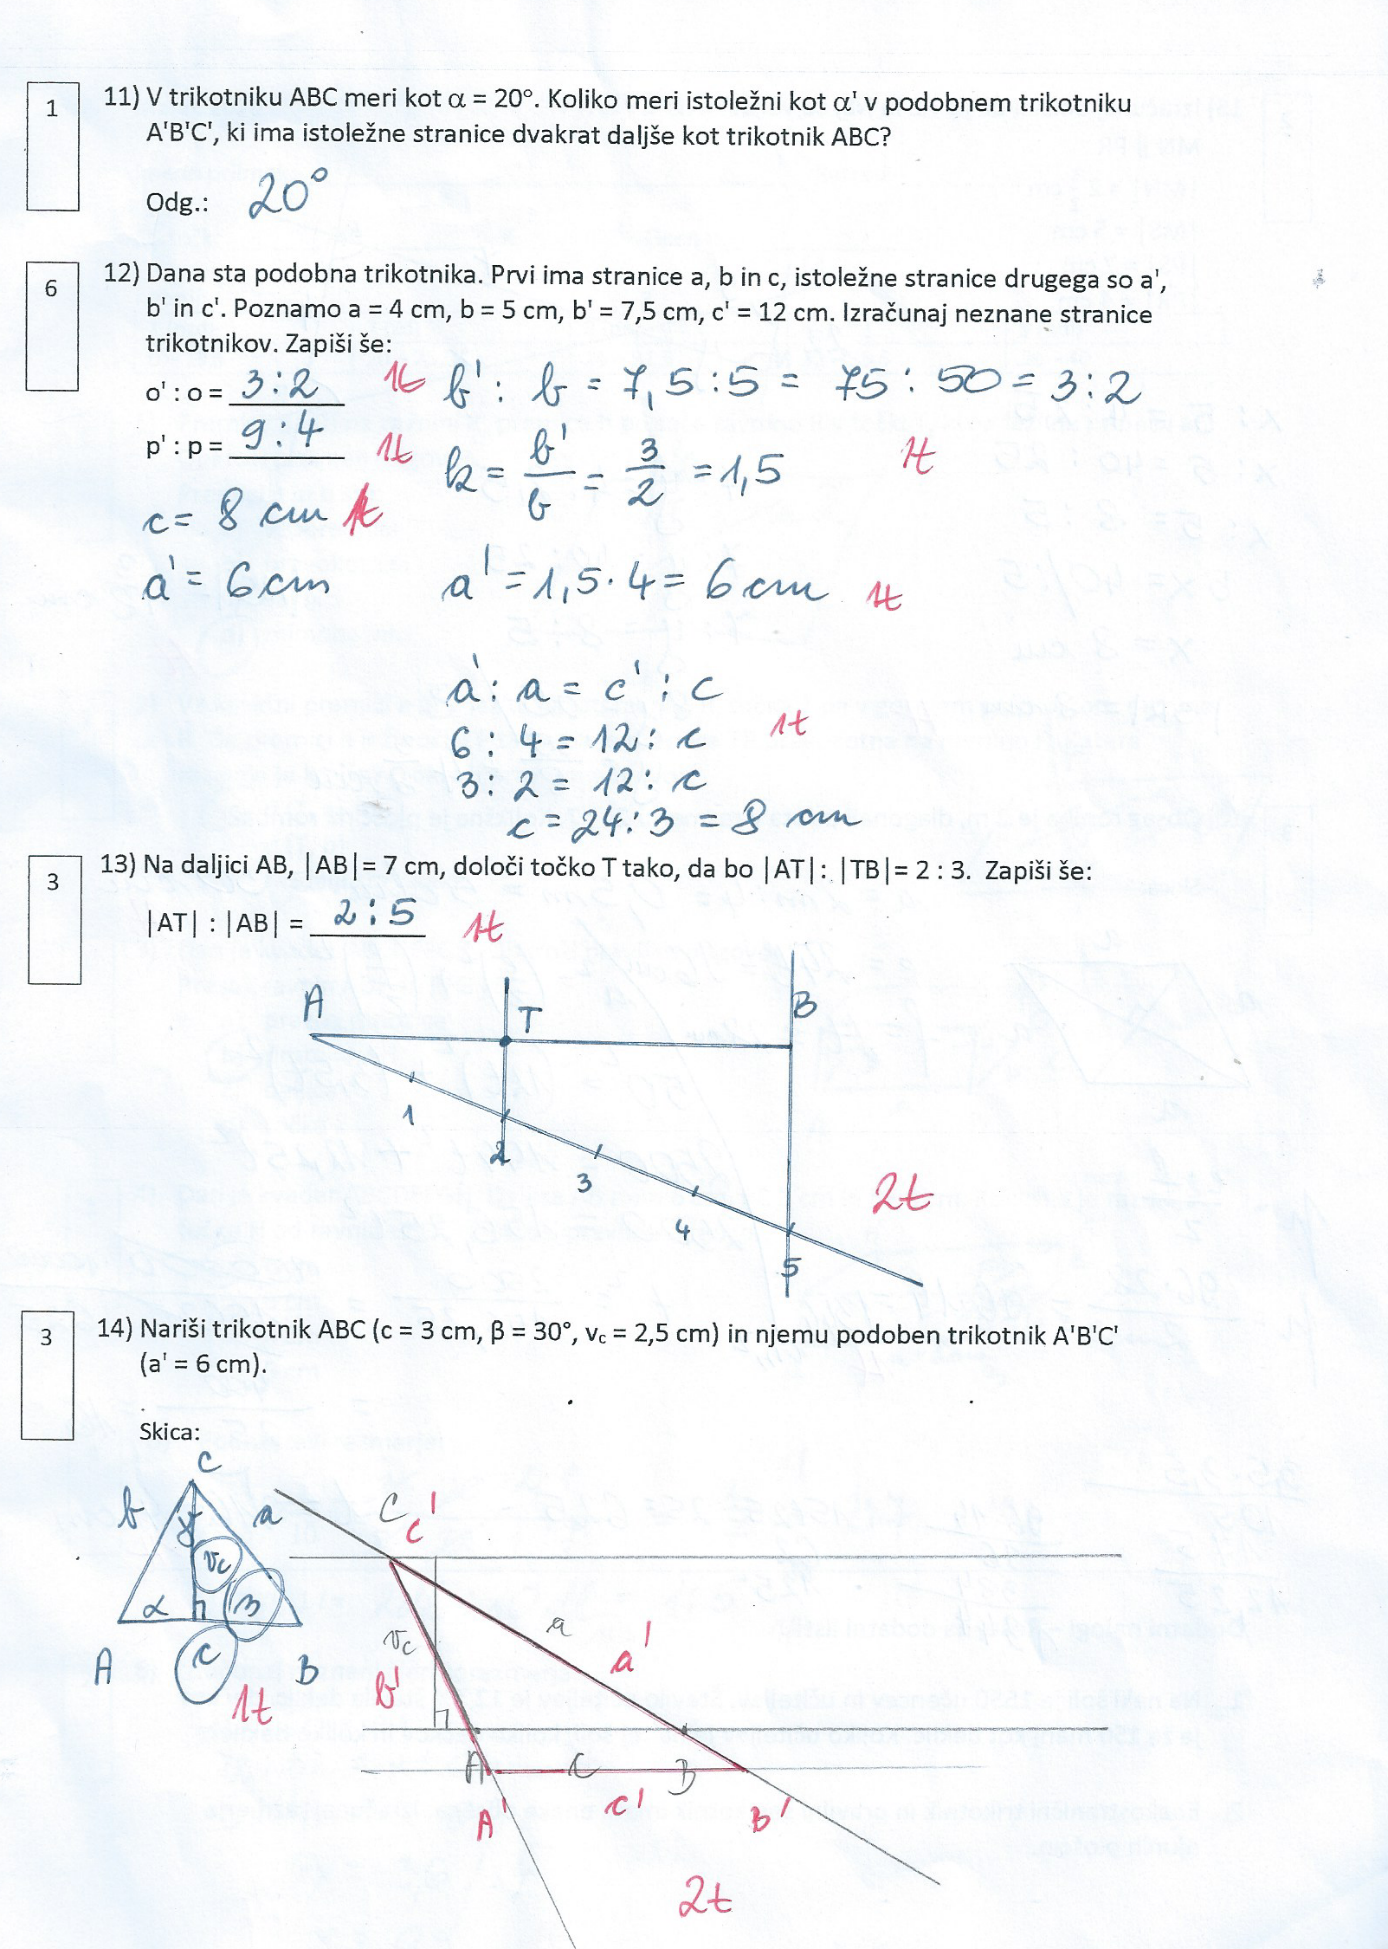 1
11) V trikotniku ABC meri kot α = 20°. Koliko meri istoležni kot α' v podobnem trikotniku
A'B'C', ki ima istoležne stranice dvakrat daljše kot trikotnik ABC?
Odg.: 20°
6
12) Dana sta podobna trikotnika. Prvi ima stranice a, b in c, istoležne stranice drugega so a',
b' in c'. Poznamo a = 4 cm, b = 5 cm, b' = 7,5 cm, c' = 12 cm. Izračunaj neznane stranice
trikotnikov. Zapiši še:
o' : o = 3:2 1t b' : b = 7,5 : 5 = 75 : 50 = 3 : 2
p' : p = 9:4 1t k = b'/b = 3/2 = 1,5 1t
c = 8 cm 1t
a' = 6 cm a' = 1,5 · 4 = 6 cm 1t
a' : a = c' : c
6 : 4 = 12 : c 1t
3 : 2 = 12 : c
c = 24 : 3 = 8 cm
3
13) Na daljici AB, |AB|= 7 cm, določi točko T tako, da bo |AT| : |TB|= 2 : 3. Zapiši še:
|AT| : |AB| = 2:5 1t
A T B
1
2
3
4
5
2t
3
14) Nariši trikotnik ABC (c = 3 cm, β = 30°, vc = 2,5 cm) in njemu podoben trikotnik A'B'C'
(a' = 6 cm).
Skica:
C
b γ a C C'
vc
α β
a a'
vc
b'
A c B
1t
A c B
A' c' B'
2t